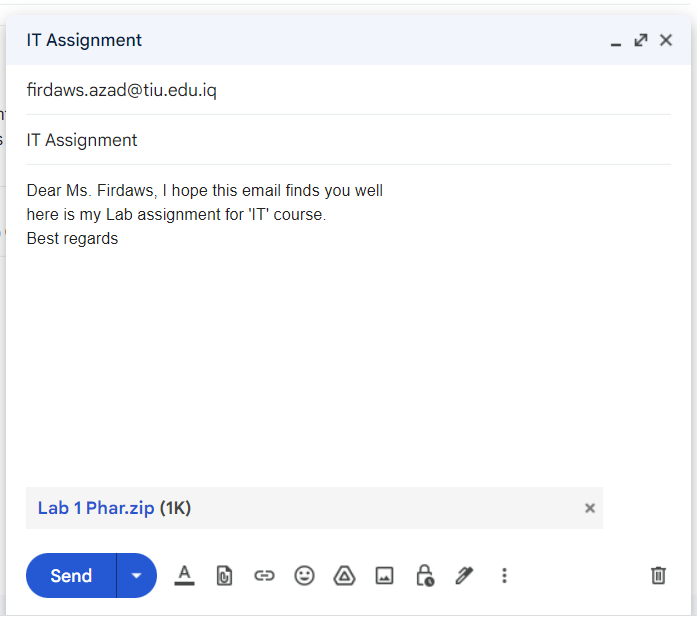 IT Assignment
firdaws.azad@tiu.edu.iq
IT Assignment
Dear Ms. Firdaws, I hope this email finds you well
here is my Lab assignment for 'IT' course.
Best regards
Lab 1 Phar.zip (1K)
Send